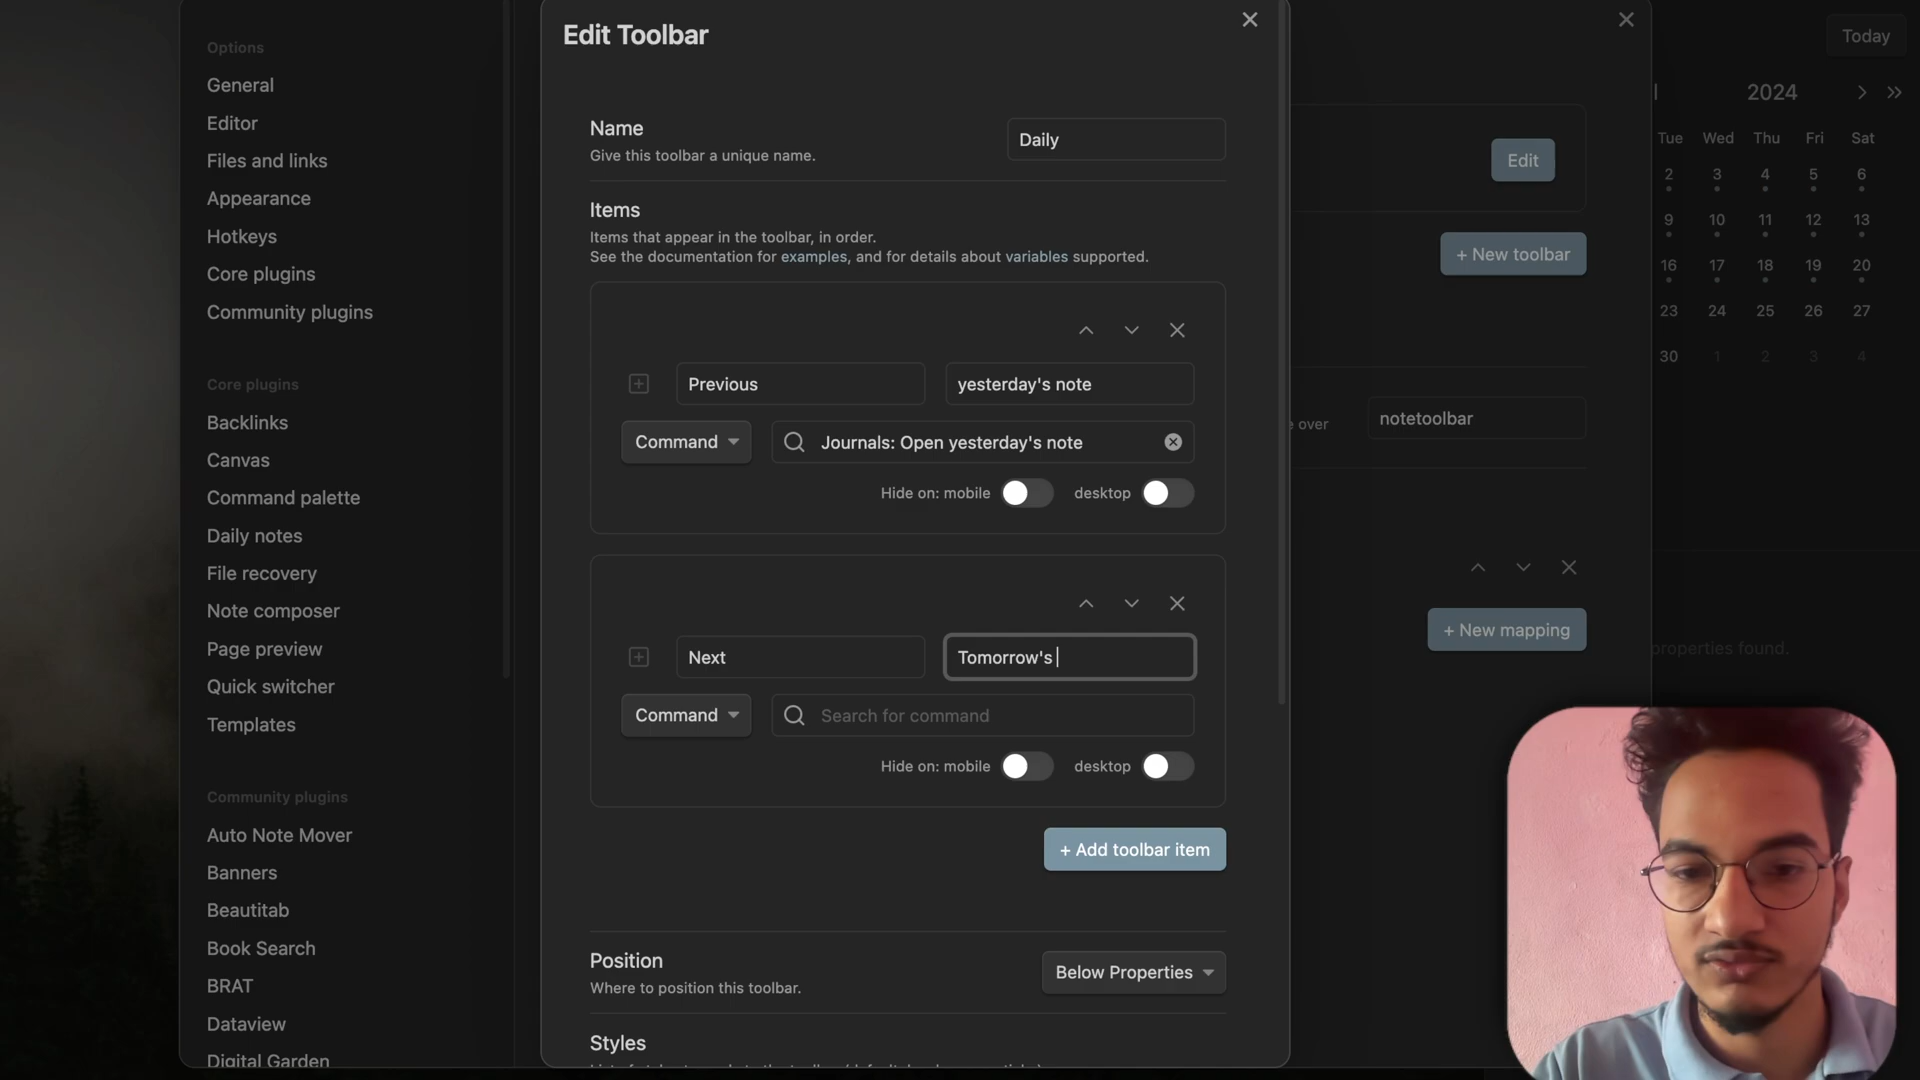 Options
General
Editor
Files and links
Appearance
Hotkeys
Core plugins
Community plugins
Core plugins
Backlinks
Canvas
Command palette
Daily notes
File recovery
Note composer
Page preview
Quick switcher
Templates
Community plugins
Auto Note Mover
Banners
Beautitab
Book Search
BRAT
Dataview
Digital Garden
Edit Toolbar
Name
Give this toolbar a unique name.
Daily
Items
Items that appear in the toolbar, in order.
See the documentation for examples, and for details about variables supported.
Previous
yesterday's note
Command
Journals: Open yesterday's note
Hide on: mobile
desktop
Next
Tomorrow's
Command
Search for command
Hide on: mobile
desktop
+ Add toolbar item
Position
Where to position this toolbar.
Below Properties
Styles
Edit
+ New toolbar
over
notetoolbar
+ New mapping
properties found.
Today
2024
Tue Wed Thu Fri Sat
2 3 4 5 6
9 10 11 12 13
16 17 18 19 20
23 24 25 26 27
30 1 2 3 4